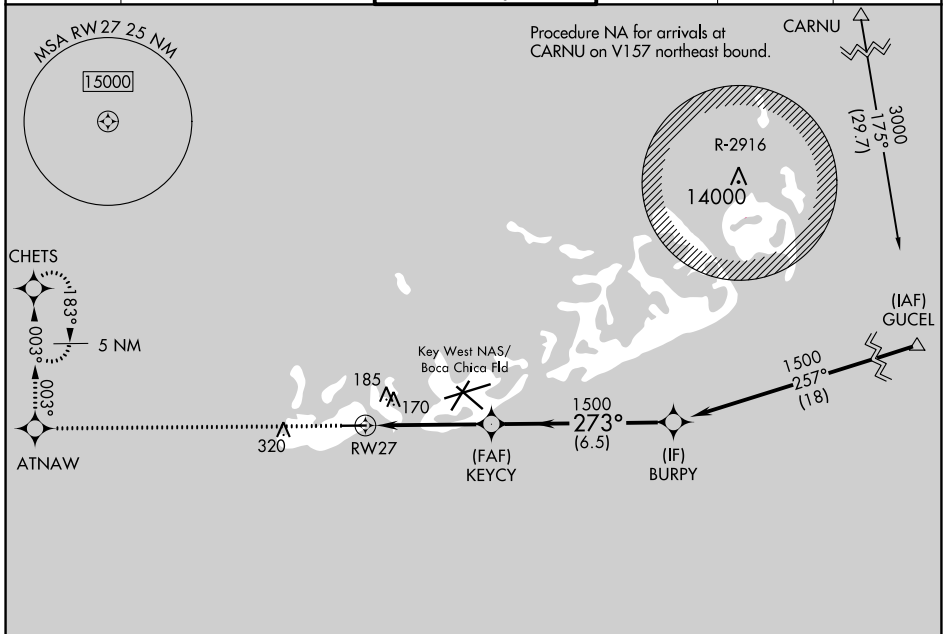 MSA RW27 25 NM
15000
Procedure NA for arrivals at
CARNU on V157 northeast bound.
CARNU
3000
175°
(29.7)
R-2916
14000
CHETS
183°
003°
5 NM
003°
ATNAW
(IAF)
GUCEL
1500
257°
(18)
Key West NAS/
Boca Chica Fld
185
170
320
RW27
1500
273°
(6.5)
(FAF)
KEYCY
(IF)
BURPY